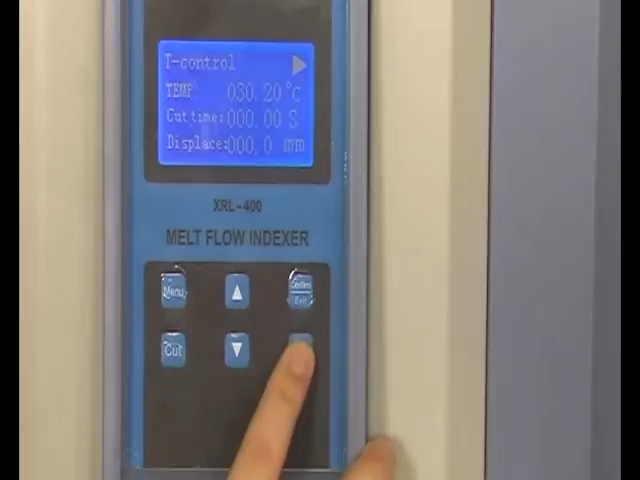 T-control ▶
TEMP 030.20℃
Cut time:000.00 S
Displace:000.0 mm
XRL-400
MELT FLOW INDEXER
Menu ▲ Confirm
Exit
Cut ▼